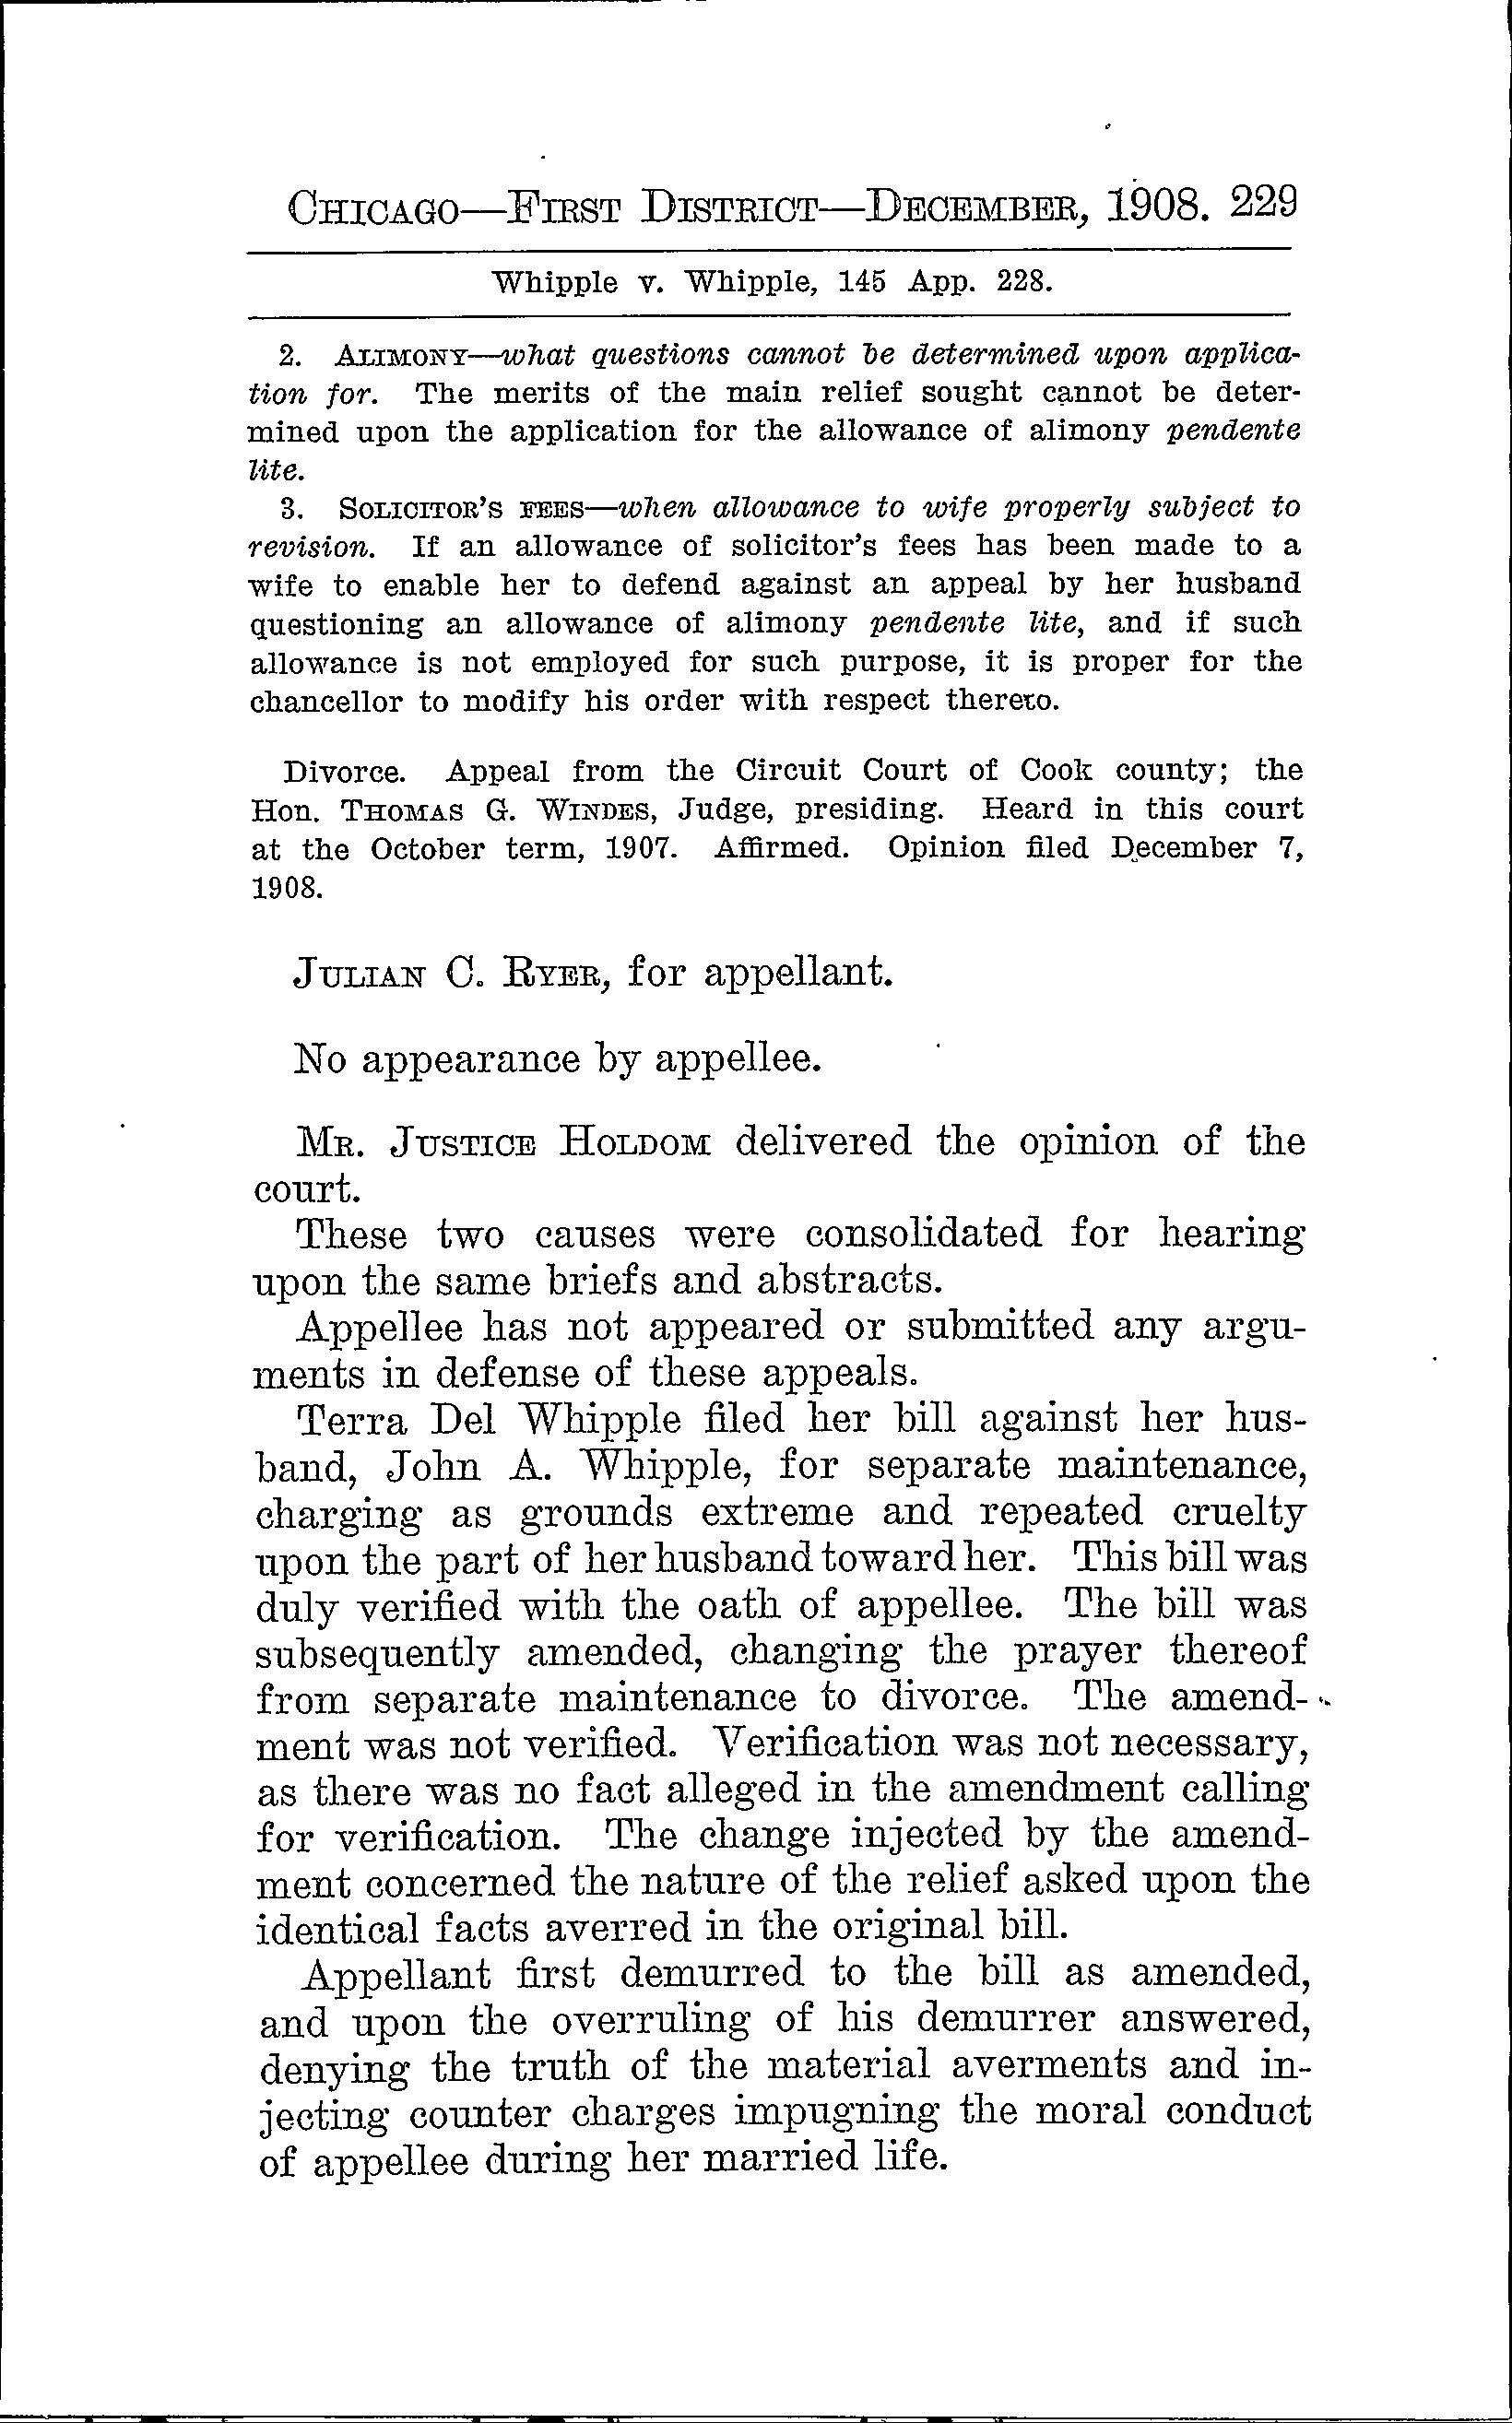 CHICAGO—FIRST DISTRICT—DECEMBER, 1908. 229
Whipple v. Whipple, 145 App. 228.
2. ALIMONY—what questions cannot be determined upon applica-
tion for. The merits of the main relief sought cannot be deter-
mined upon the application for the allowance of alimony pendente
lite.
3. SOLICITOR'S FEES—when allowance to wife properly subject to
revision. If an allowance of solicitor's fees has been made to a
wife to enable her to defend against an appeal by her husband
questioning an allowance of alimony pendente lite, and if such
allowance is not employed for such purpose, it is proper for the
chancellor to modify his order with respect thereto.
Divorce. Appeal from the Circuit Court of Cook county; the
Hon. THOMAS G. WINDES, Judge, presiding. Heard in this court
at the October term, 1907. Affirmed. Opinion filed December 7,
1908.
JULIAN C. RYER, for appellant.
No appearance by appellee.
MR. JUSTICE HOLDOM delivered the opinion of the
court.
These two causes were consolidated for hearing
upon the same briefs and abstracts.
Appellee has not appeared or submitted any argu-
ments in defense of these appeals.
Terra Del Whipple filed her bill against her hus-
band, John A. Whipple, for separate maintenance,
charging as grounds extreme and repeated cruelty
upon the part of her husband toward her. This bill was
duly verified with the oath of appellee. The bill was
subsequently amended, changing the prayer thereof
from separate maintenance to divorce. The amend-
ment was not verified. Verification was not necessary,
as there was no fact alleged in the amendment calling
for verification. The change injected by the amend-
ment concerned the nature of the relief asked upon the
identical facts averred in the original bill.
Appellant first demurred to the bill as amended,
and upon the overruling of his demurrer answered,
denying the truth of the material averments and in-
jecting counter charges impugning the moral conduct
of appellee during her married life.